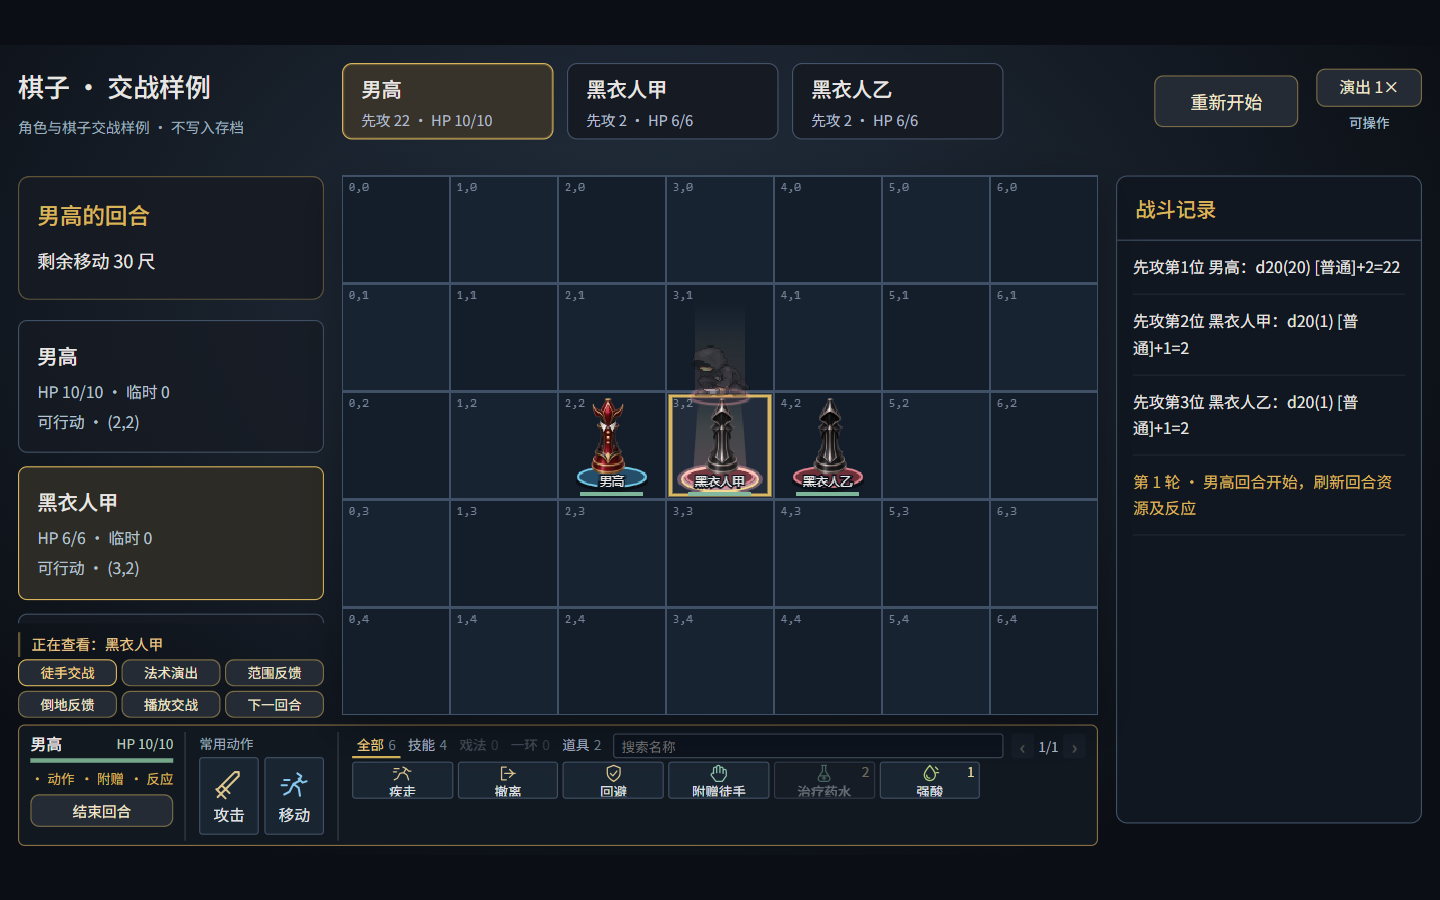 棋子 · 交战样例
角色与棋子交战样例 · 不写入存档
男高
先攻 22 · HP 10/10
黑衣人甲
先攻 2 · HP 6/6
黑衣人乙
先攻 2 · HP 6/6
重新开始
演出 1×
可操作
男高的回合
剩余移动 30 尺
男高
HP 10/10 · 临时 0
可行动 · (2,2)
黑衣人甲
HP 6/6 · 临时 0
可行动 · (3,2)
正在查看：黑衣人甲
徒手交战
法术演出
范围反馈
倒地反馈
播放交战
下一回合
0,0 1,0 2,0 3,0 4,0 5,0 6,0
0,1 1,1 2,1 3,1 4,1 5,1 6,1
0,2 1,2 2,2 3,2 4,2 5,2 6,2
男高 黑衣人甲 黑衣人乙
0,3 1,3 2,3 3,3 4,3 5,3 6,3
0,4 1,4 2,4 3,4 4,4 5,4 6,4
战斗记录
先攻第1位 男高：d20(20) [普通]+2=22
先攻第2位 黑衣人甲：d20(1) [普
通]+1=2
先攻第3位 黑衣人乙：d20(1) [普
通]+1=2
第 1 轮 · 男高回合开始，刷新回合资
源及反应
男高 HP 10/10
· 动作 · 附赠 · 反应
结束回合
常用动作
攻击
移动
全部 6 技能 4 戏法 0 一环 0 道具 2
搜索名称
‹ 1/1 ›
疾走
撤离
回避
附赠徒手
治疗药水 2
强酸 1